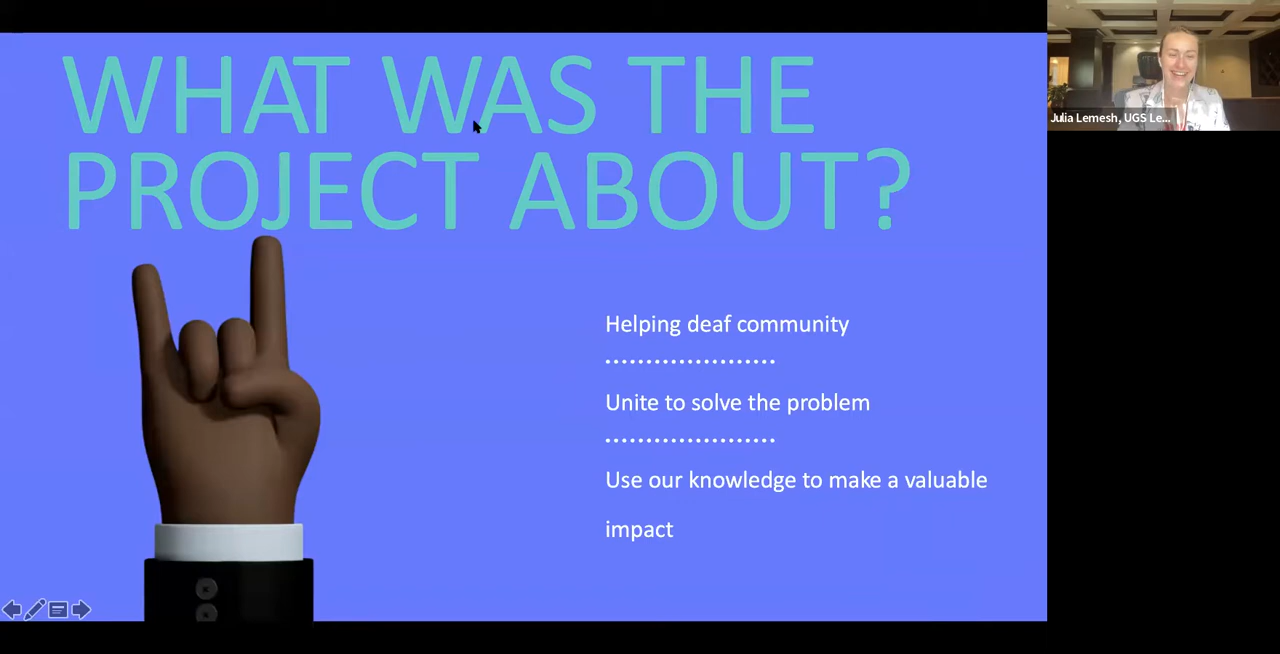 WHAT WAS THE
PROJECT ABOUT?
Julia Lemesh, UGS Le...
Helping deaf community
Unite to solve the problem
Use our knowledge to make a valuable
impact